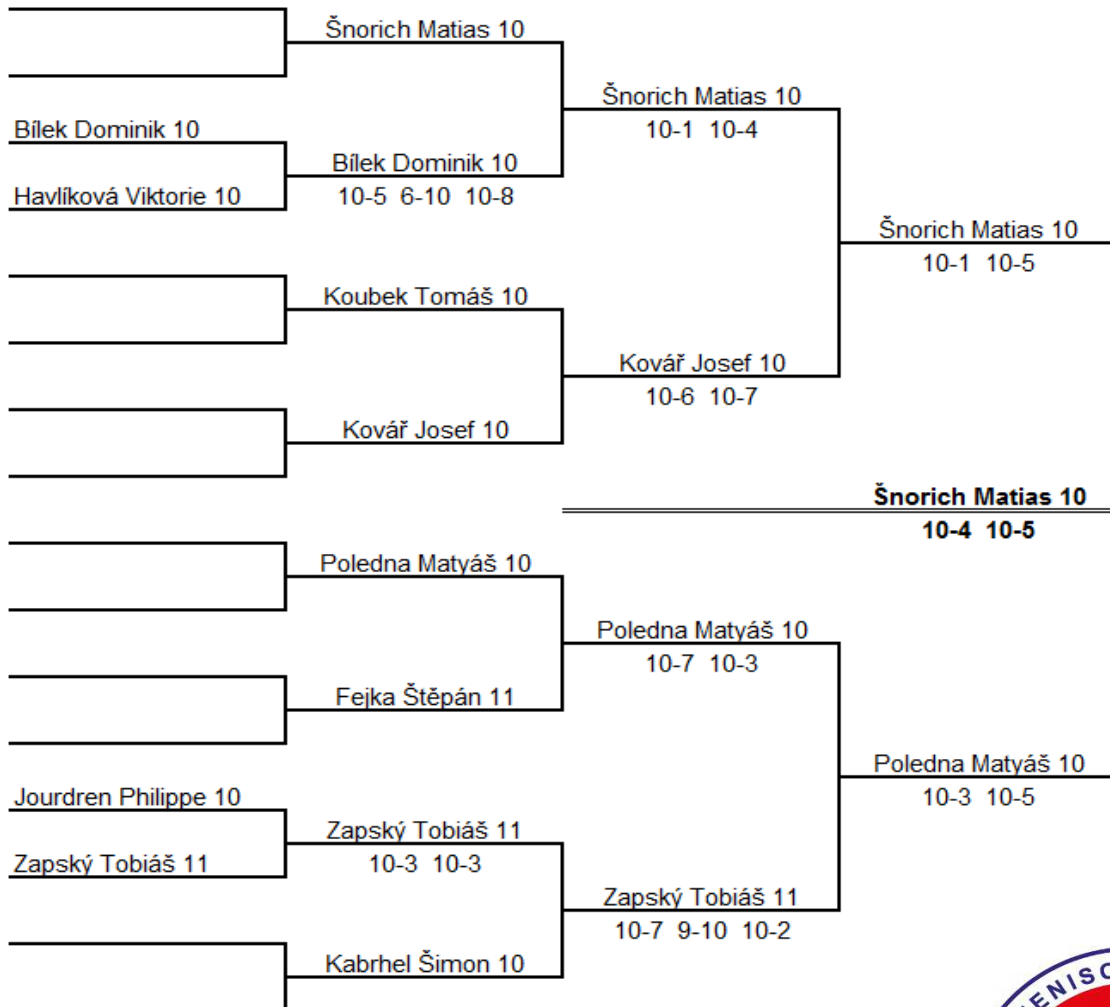 Šnorich Matias 10
Šnorich Matias 10
10-1 10-4
Bílek Dominik 10
Bílek Dominik 10
10-5 6-10 10-8
Havlíková Viktorie 10
Šnorich Matias 10
10-1 10-5
Koubek Tomáš 10
Kovář Josef 10
10-6 10-7
Kovář Josef 10
Šnorich Matias 10
10-4 10-5
Poledna Matyáš 10
Poledna Matyáš 10
10-7 10-3
Fejka Štěpán 11
Poledna Matyáš 10
10-3 10-5
Jourdren Philippe 10
Zapský Tobiáš 11
10-3 10-3
Zapský Tobiáš 11
Zapský Tobiáš 11
10-7 9-10 10-2
Kabrhel Šimon 10